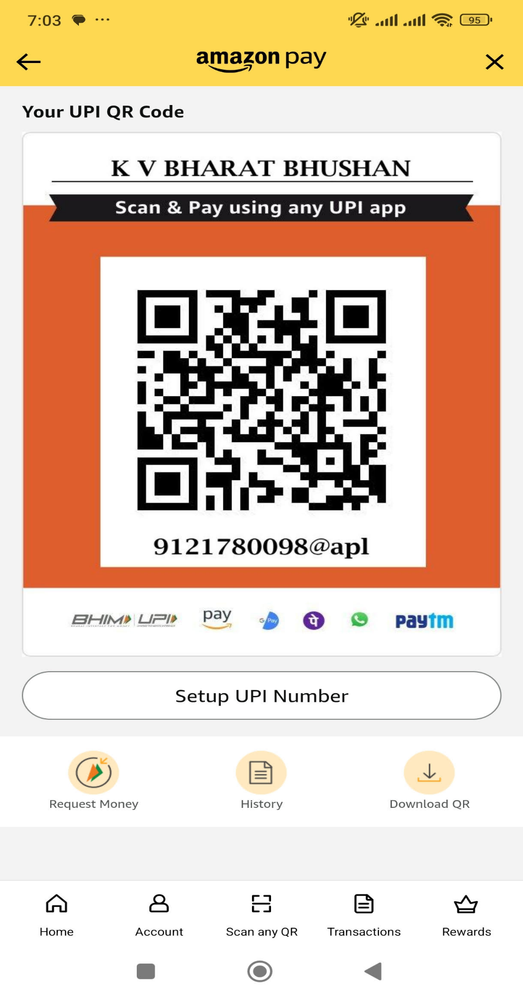 7:03
95
amazon pay
Your UPI QR Code
K V BHARAT BHUSHAN
Scan & Pay using any UPI app
9121780098@apl
BHIM UPI pay G Pay पे paytm
Setup UPI Number
Request Money History Download QR
Home Account Scan any QR Transactions Rewards